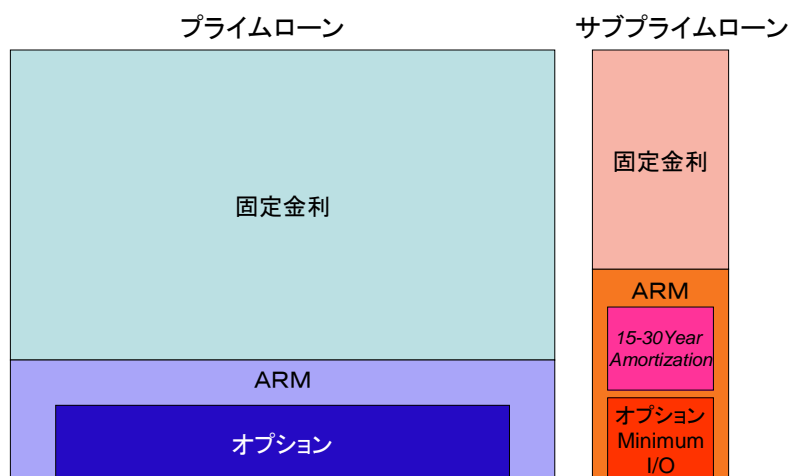 プライムローン
サブプライムローン
固定金利
固定金利
ARM
15-30Year
Amortization
ARM
オプション
オプション
Minimum
I/O